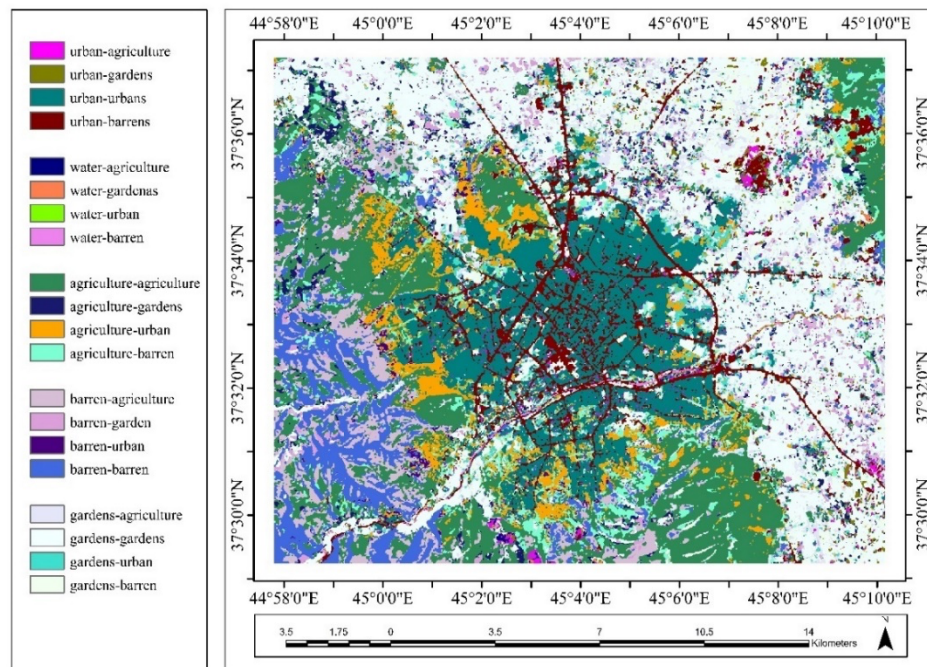 urban-agriculture
urban-gardens
urban-urbans
urban-barrens
water-agriculture
water-gardenas
water-urban
water-barren
agriculture-agriculture
agriculture-gardens
agriculture-urban
agriculture-barren
barren-agriculture
barren-garden
barren-urban
barren-barren
gardens-agriculture
gardens-gardens
gardens-urban
gardens-barren
44°58'0"E 45°0'0"E 45°2'0"E 45°4'0"E 45°6'0"E 45°8'0"E 45°10'0"E
37°36'0"N 37°36'0"N
37°34'0"N 37°34'0"N
37°32'0"N 37°32'0"N
37°30'0"N 37°30'0"N
44°58'0"E 45°0'0"E 45°2'0"E 45°4'0"E 45°6'0"E 45°8'0"E 45°10'0"E
3.5 1.75 0 3.5 7 10.5 14
Kilometers